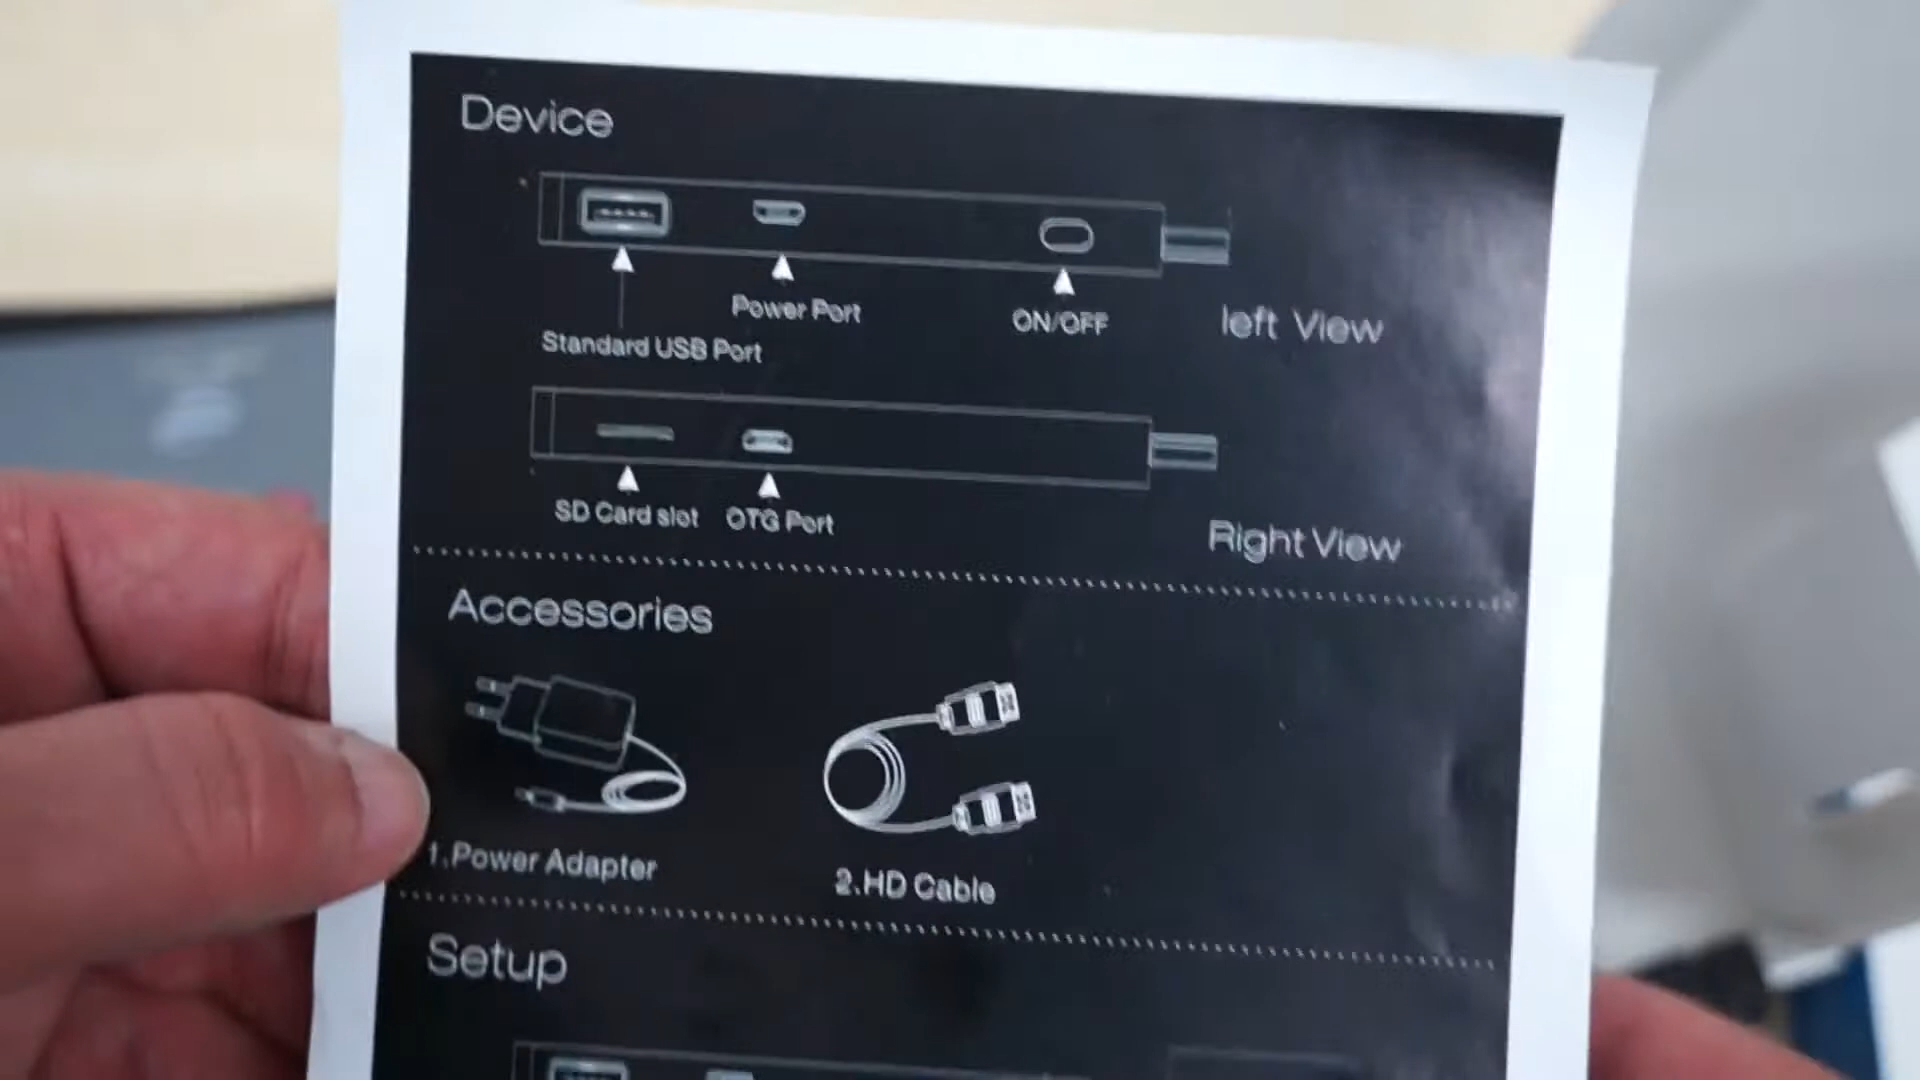 Device
Power Port
ON/OFF
left View
Standard USB Port
SD Card slot
OTG Port
Right View
Accessories
1.Power Adapter
2.HD Cable
Setup